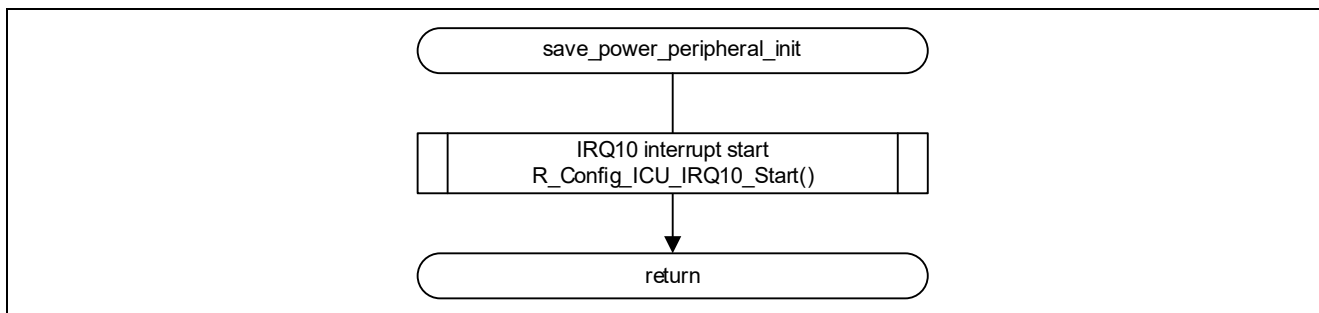 save_power_peripheral_init
IRQ10 interrupt start
R_Config_ICU_IRQ10_Start()
return